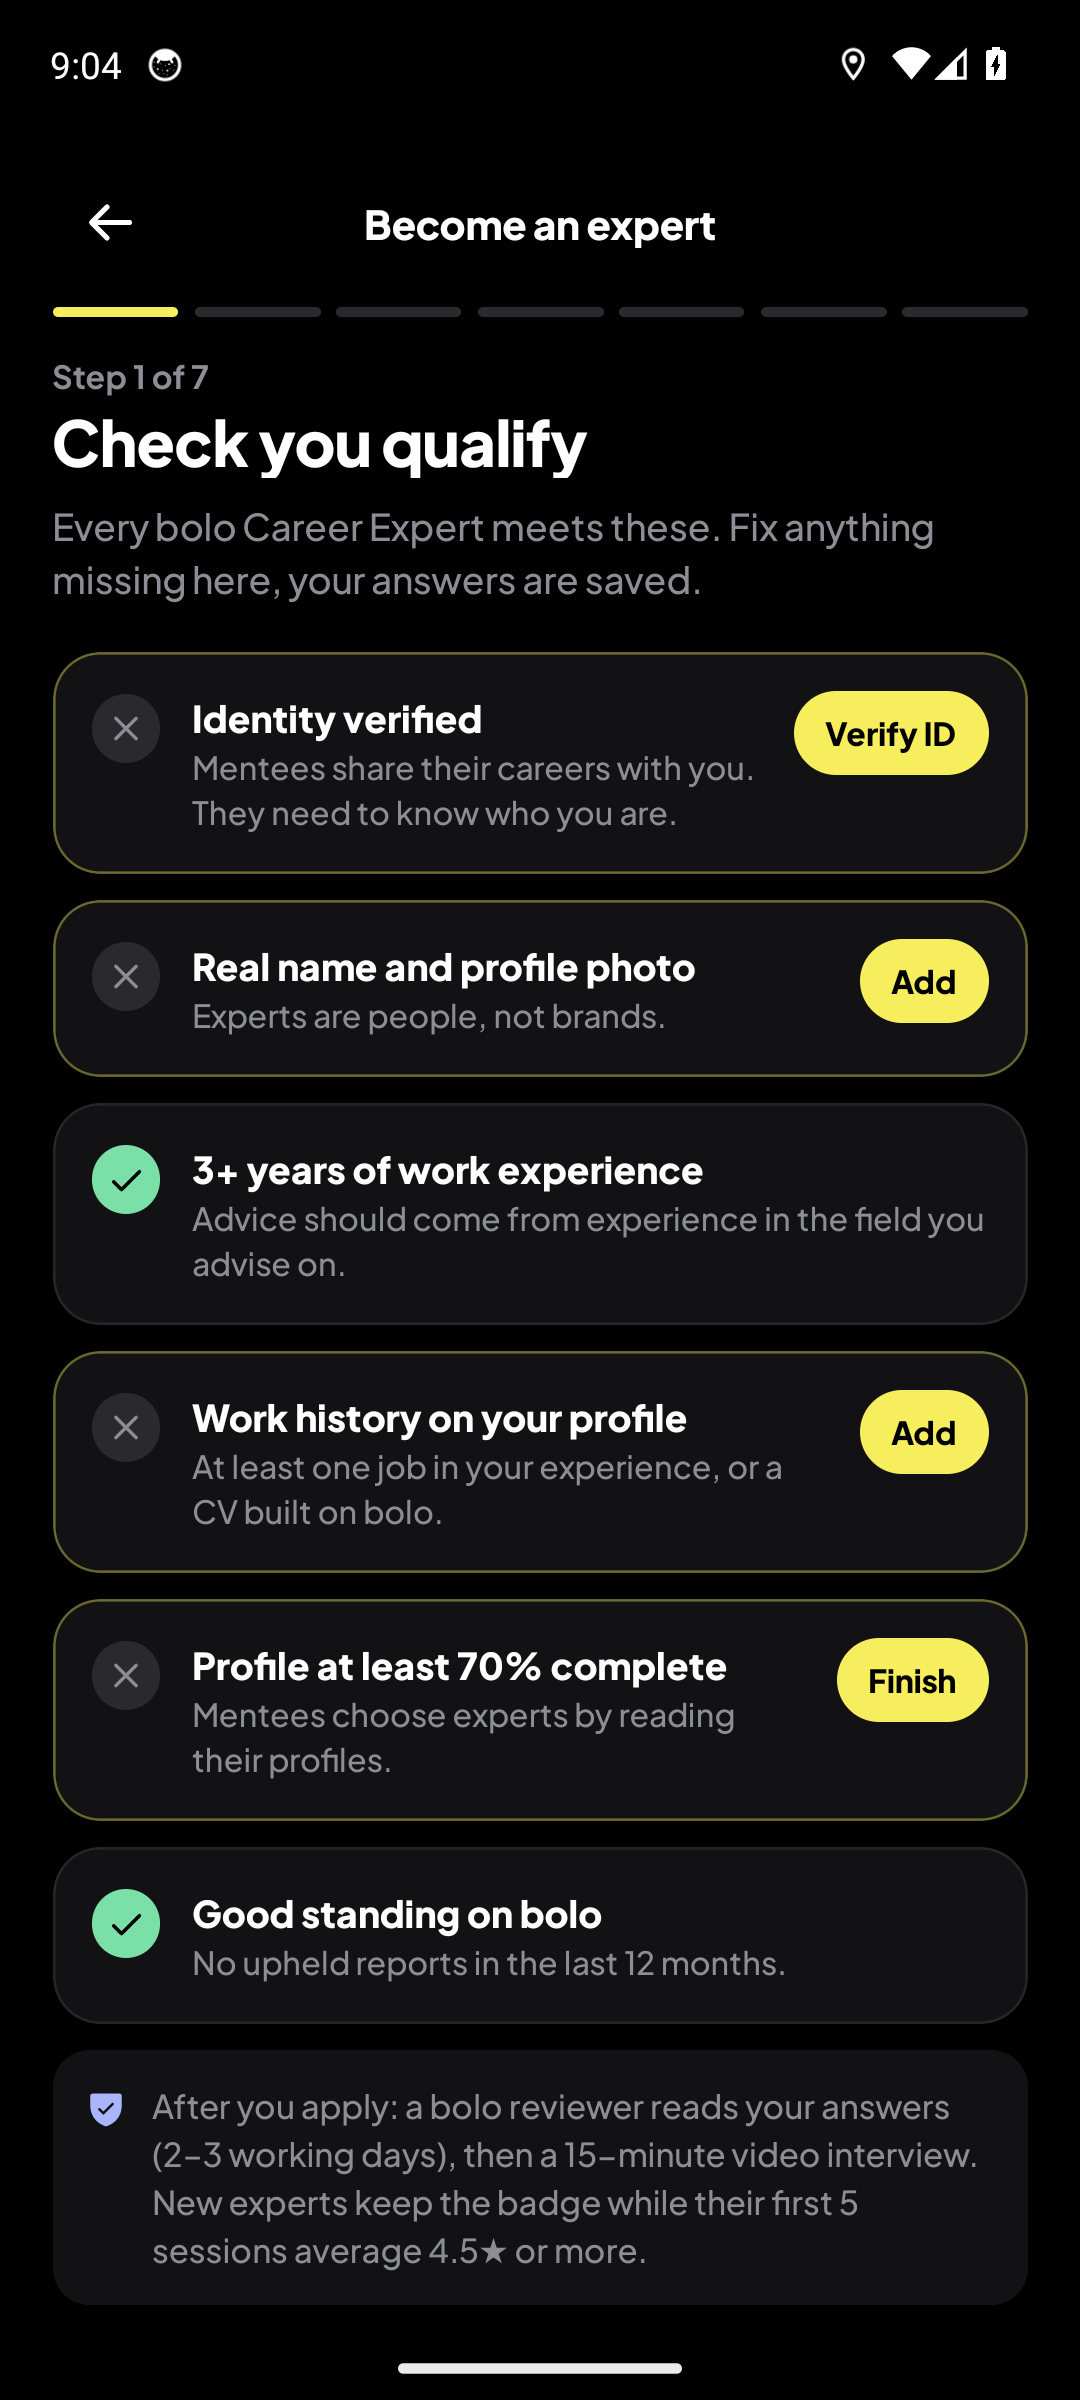 9:04
Become an expert
Step 1 of 7
Check you qualify
Every bolo Career Expert meets these. Fix anything
missing here, your answers are saved.
Identity verified
Verify ID
Mentees share their careers with you.
They need to know who you are.
Real name and profile photo
Add
Experts are people, not brands.
3+ years of work experience
Advice should come from experience in the field you
advise on.
Work history on your profile
Add
At least one job in your experience, or a
CV built on bolo.
Profile at least 70% complete
Finish
Mentees choose experts by reading
their profiles.
Good standing on bolo
No upheld reports in the last 12 months.
After you apply: a bolo reviewer reads your answers
(2–3 working days), then a 15–minute video interview.
New experts keep the badge while their first 5
sessions average 4.5★ or more.